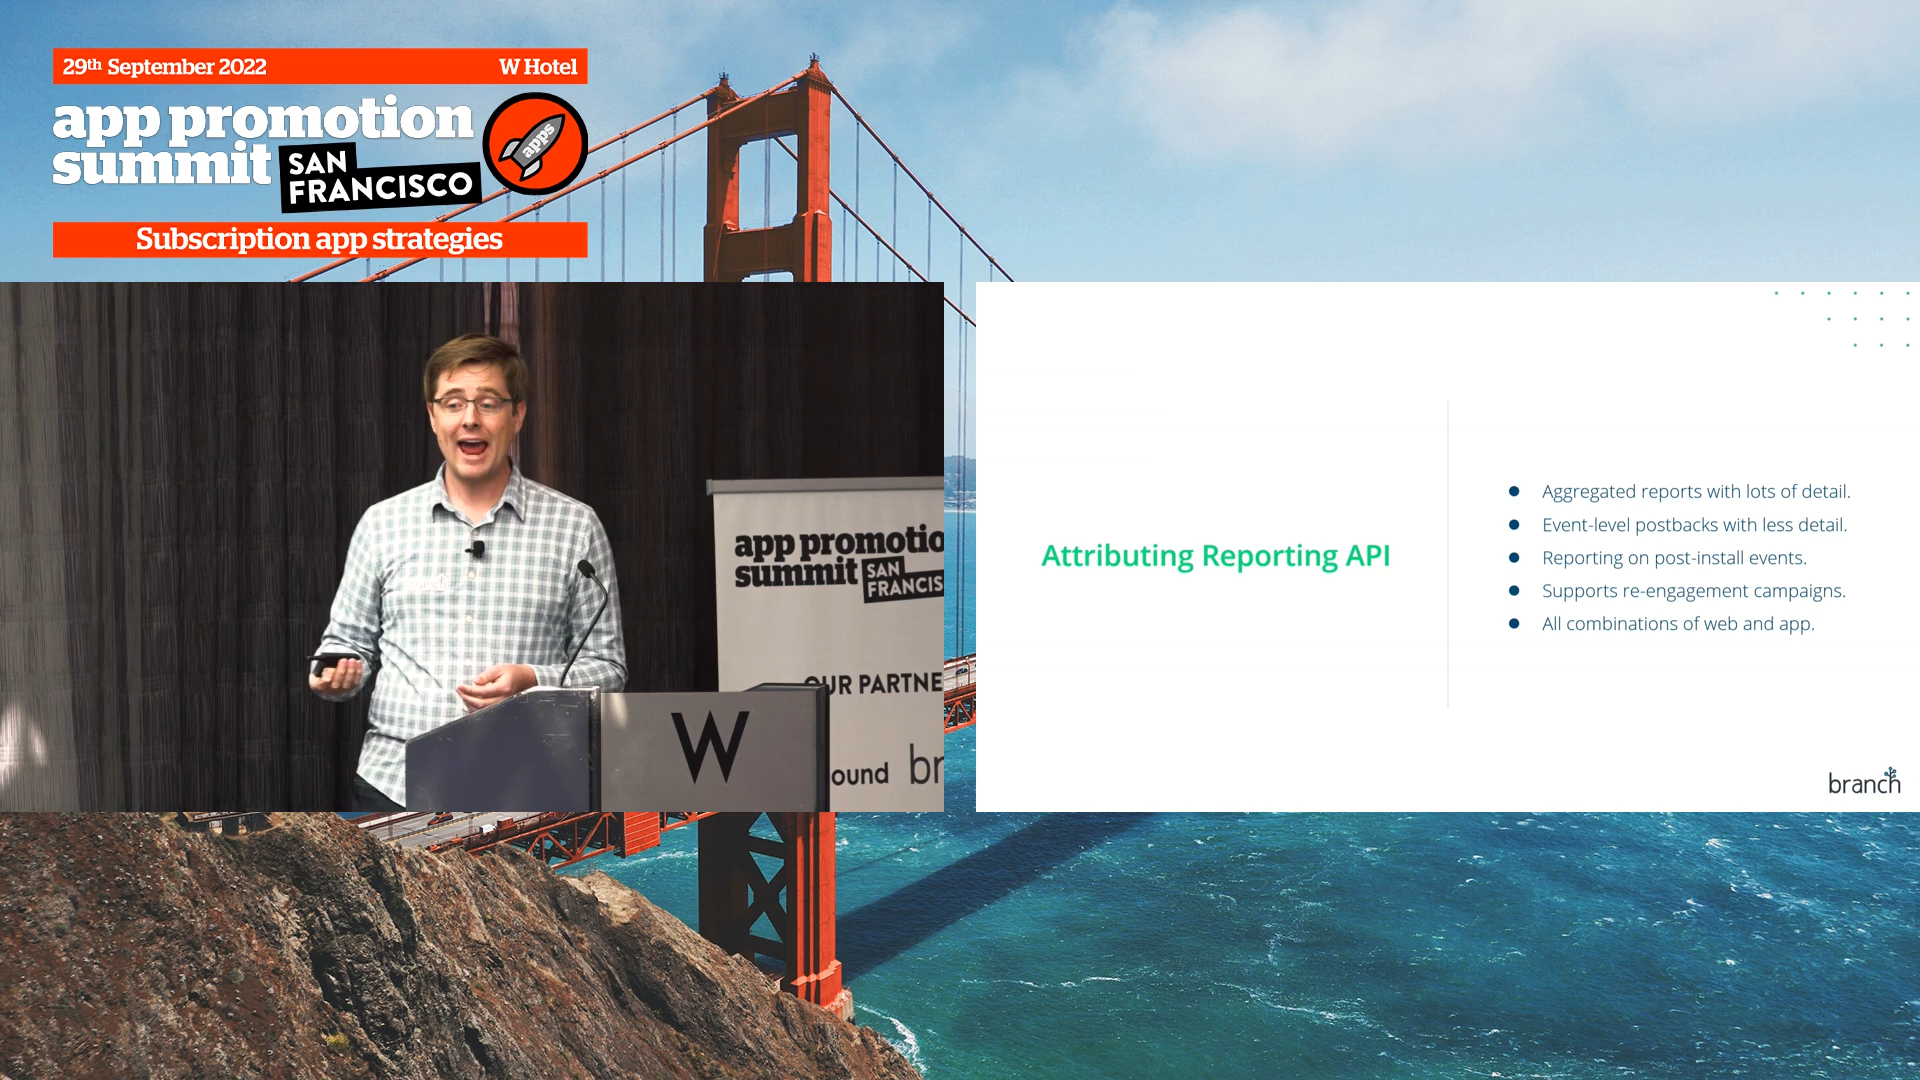 29th September 2022
W Hotel
app promotion
summit SAN
FRANCISCO
apps
Subscription app strategies
app promotio
summit SAN
FRANCIS
OUR PARTNE
ound br
W
Attributing Reporting API
Aggregated reports with lots of detail.
Event-level postbacks with less detail.
Reporting on post-install events.
Supports re-engagement campaigns.
All combinations of web and app.
branch